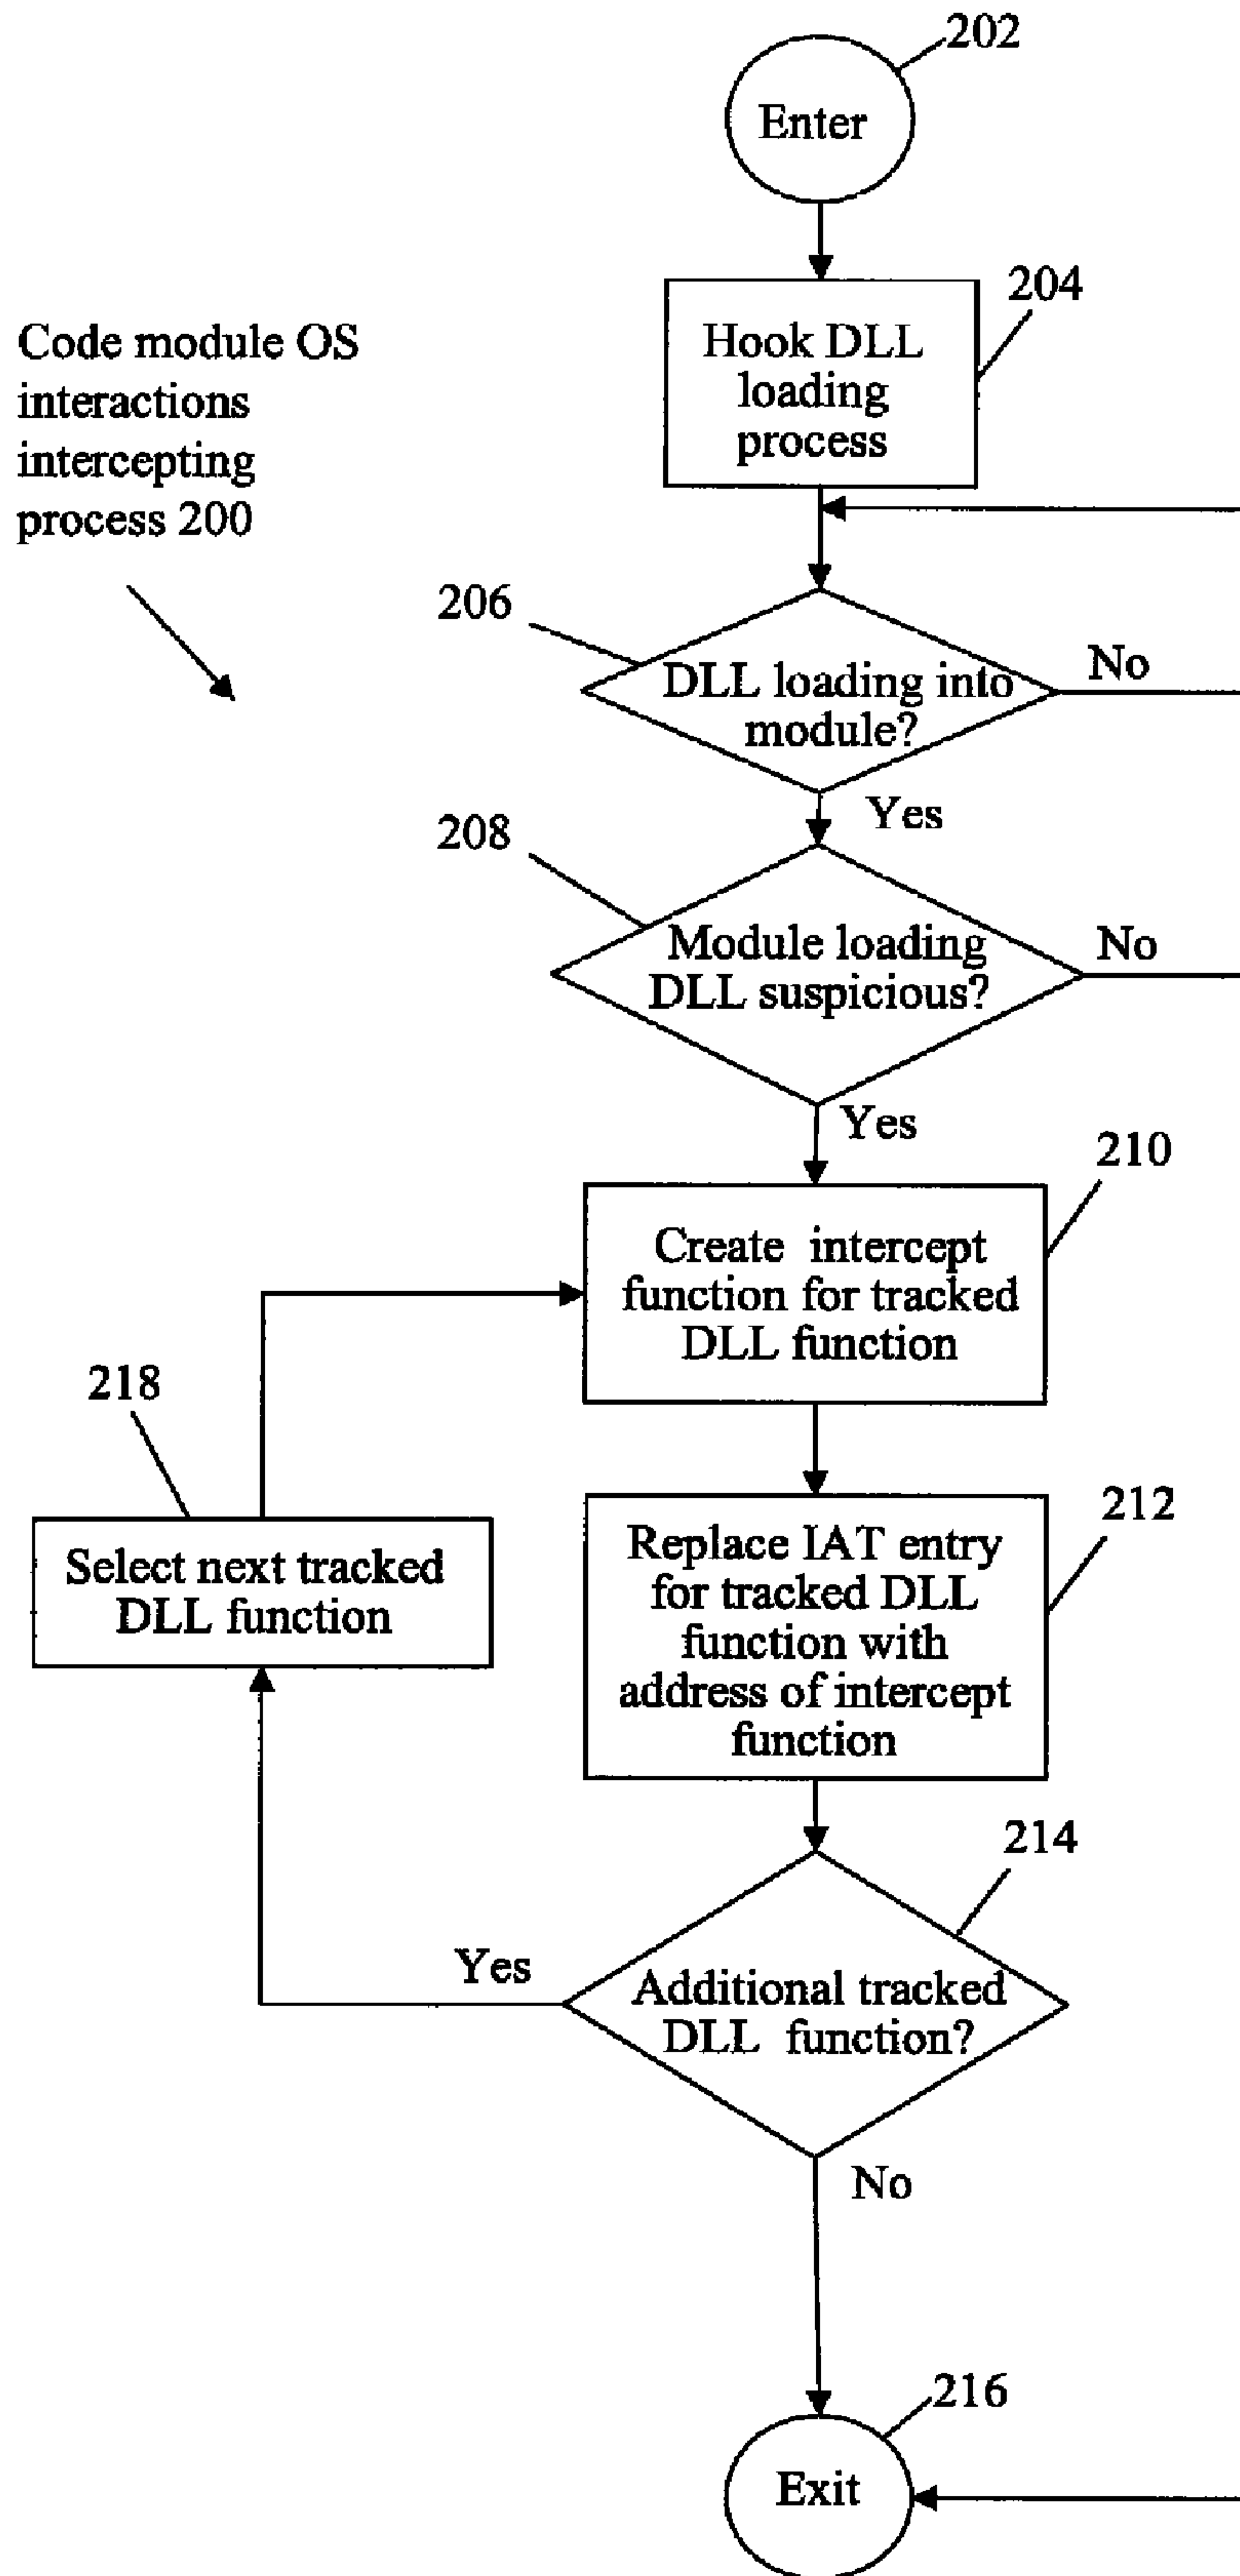 202
Enter
204
Hook DLL
loading
process
Code module OS
interactions
intercepting
process 200
206
DLL loading into
module?
No
Yes
208
Module loading
DLL suspicious?
No
Yes
210
Create intercept
function for tracked
DLL function
218
Select next tracked
DLL function
212
Replace IAT entry
for tracked DLL
function with
address of intercept
function
214
Yes
Additional tracked
DLL function?
No
216
Exit